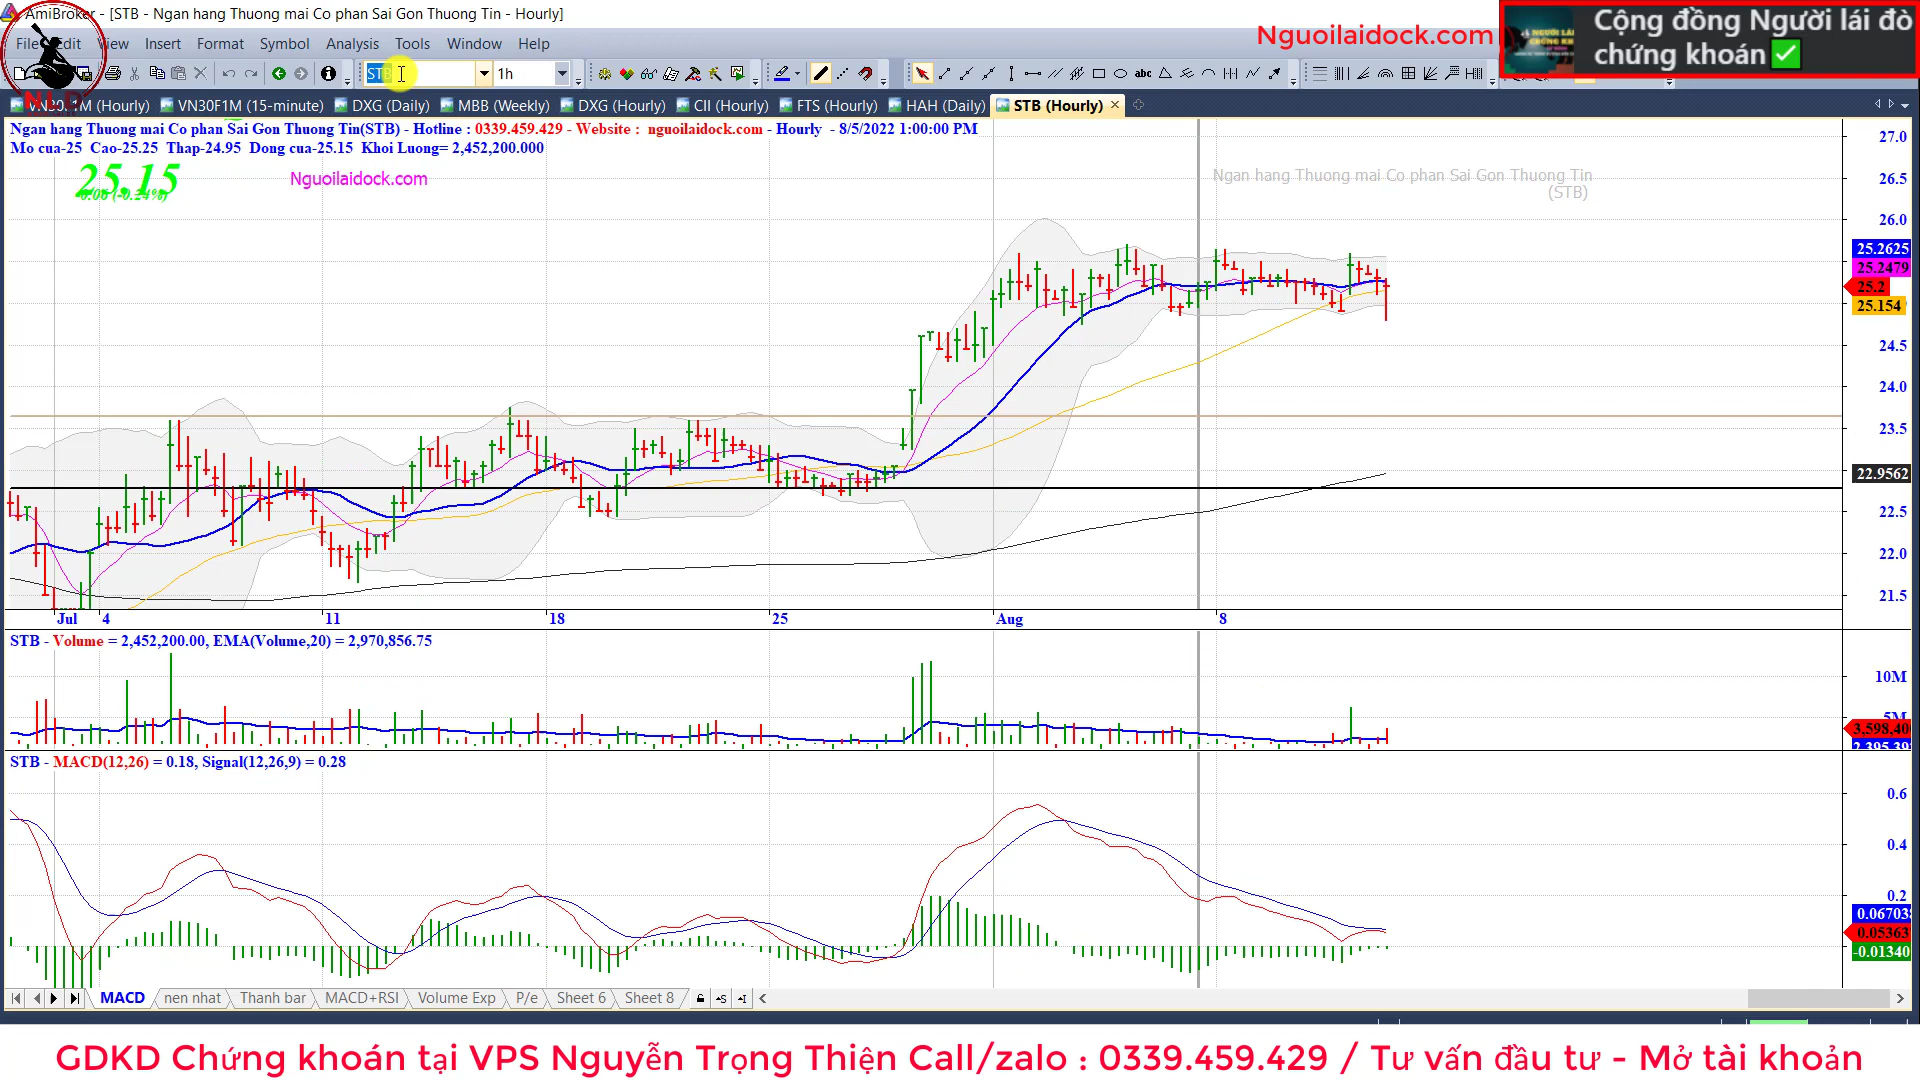 AmiBroker - [STB - Ngan hang Thuong mai Co phan Sai Gon Thuong Tin - Hourly]
File Edit View Insert Format Symbol Analysis Tools Window Help
Nguoilaidock.com
Cộng đồng Người lái đò
chứng khoán
STB 1h
VN30F1M (Hourly) VN30F1M (15-minute) DXG (Daily) MBB (Weekly) DXG (Hourly) CII (Hourly) FTS (Hourly) HAH (Daily) STB (Hourly)
Ngan hang Thuong mai Co phan Sai Gon Thuong Tin(STB) - Hotline : 0339.459.429 - Website : nguoilaidock.com - Hourly - 8/5/2022 1:00:00 PM
Mo cua-25 Cao-25.25 Thap-24.95 Dong cua-25.15 Khoi Luong= 2,452,200.000
25.15
-0.06 (-0.24%)
Nguoilaidock.com
Ngan hang Thuong mai Co phan Sai Gon Thuong Tin
(STB)
27.0
26.5
26.0
25.2625
25.2479
25.2
25.154
24.5
24.0
23.5
22.9562
22.5
22.0
21.5
Jul 4 11 18 25 Aug 8
STB - Volume = 2,452,200.00, EMA(Volume,20) = 2,970,856.75
10M
5M
3,598,40
STB - MACD(12,26) = 0.18, Signal(12,26,9) = 0.28
0.6
0.4
0.2
0.06703
0.05363
-0.01340
MACD nen nhat Thanh bar MACD+RSI Volume Exp P/e Sheet 6 Sheet 8
GDKD Chứng khoán tại VPS Nguyễn Trọng Thiện Call/zalo : 0339.459.429 / Tư vấn đầu tư - Mở tài khoản